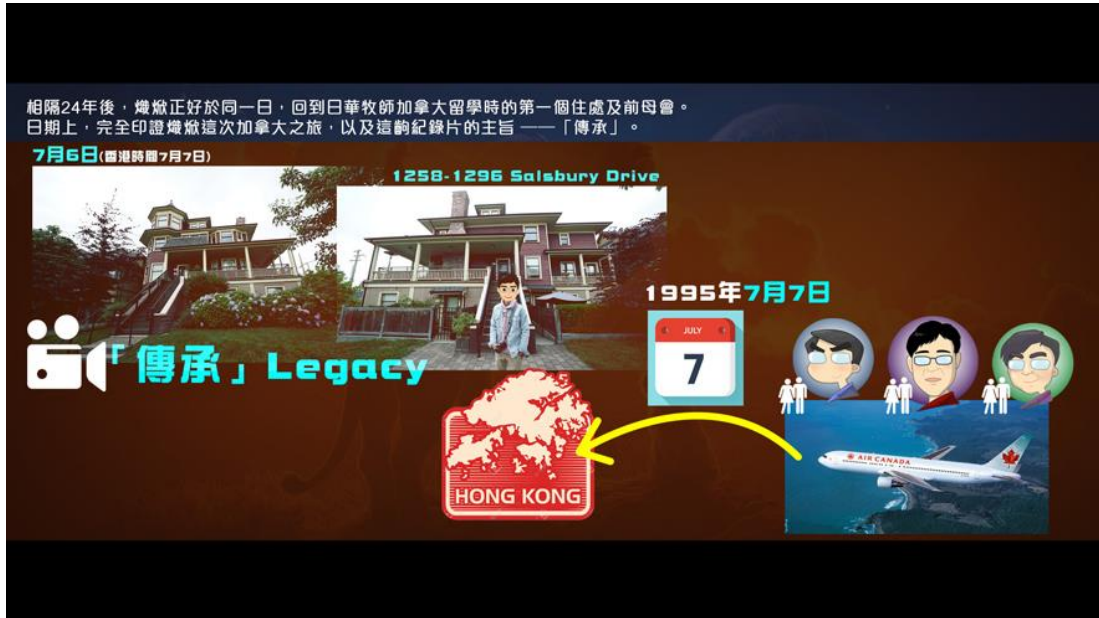 相隔24年後,熾焮正好於同一日,回到日華牧師加拿大留學時的第一個住處及前母會。
日期上,完全印證熾焮這次加拿大之旅,以及這齣紀錄片的主旨 ——「傳承」。
7月6日(香港時間7月7日)
1258-1296 Salsbury Drive
1995年7月7日
JULY
7
「傳承」Legacy
AIR CANADA
HONG KONG